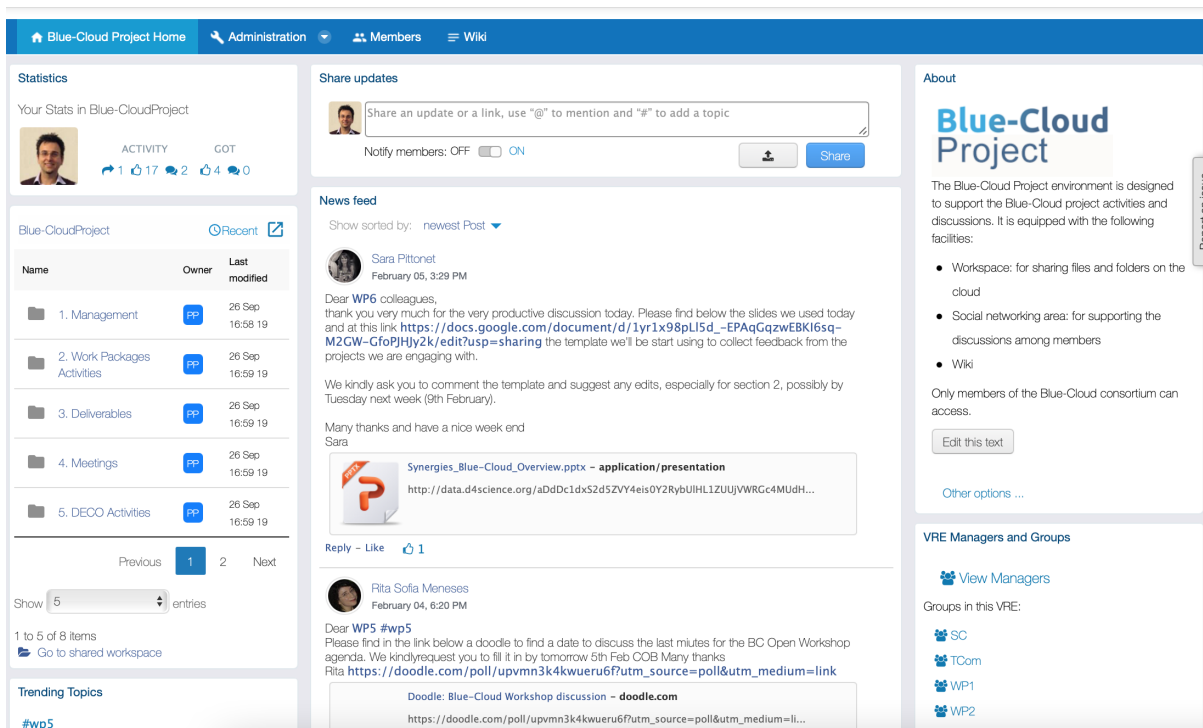 Blue-Cloud Project Home
Administration
Members
Wiki
Statistics
Your Stats in Blue-CloudProject
ACTIVITY GOT
1 17 2 4 0
Blue-CloudProject Recent
Name Owner Last modified
1. Management PP 26 Sep 16:58 19
2. Work Packages Activities PP 26 Sep 16:59 19
3. Deliverables PP 26 Sep 16:59 19
4. Meetings PP 26 Sep 16:59 19
5. DECO Activities PP 26 Sep 16:59 19
Previous 1 2 Next
Show 5 entries
1 to 5 of 8 items
Go to shared workspace
Trending Topics
#wp5
Share updates
Share an update or a link, use “@” to mention and “#” to add a topic
Notify members: OFF ON
Share
News feed
Show sorted by: newest Post
Sara Pittonet
February 05, 3:29 PM
Dear WP6 colleagues,
thank you very much for the very productive discussion today. Please find below the slides we used today
and at this link https://docs.google.com/document/d/1yr1x98pLl5d_-EPAqGqzwEBKI6sq-
M2GW-GfoPJHJy2k/edit?usp=sharing the template we'll be start using to collect feedback from the
projects we are engaging with.
We kindly ask you to comment the template and suggest any edits, especially for section 2, possibly by
Tuesday next week (9th February).
Many thanks and have a nice week end
Sara
PPTX
P
Synergies_Blue-Cloud_Overview.pptx - application/presentation
http://data.d4science.org/aDdDc1dxS2d5ZVY4eis0Y2RybUlHL1ZUUjVWRGc4MUdH...
Reply - Like 1
Rita Sofia Meneses
February 04, 6:20 PM
Dear WP5 #wp5
Please find in the link below a doodle to find a date to discuss the last miutes for the BC Open Workshop
agenda. We kindlyrequest you to fill it in by tomorrow 5th Feb COB Many thanks
Rita https://doodle.com/poll/upvmn3k4kwueru6f?utm_source=poll&utm_medium=link
Doodle: Blue-Cloud Workshop discussion - doodle.com
https://doodle.com/poll/upvmn3k4kwueru6f?utm_source=poll&utm_medium=li...
About
Blue-Cloud
Project
The Blue-Cloud Project environment is designed
to support the Blue-Cloud project activities and
discussions. It is equipped with the following
facilities:
Workspace: for sharing files and folders on the
cloud
Social networking area: for supporting the
discussions among members
Wiki
Only members of the Blue-Cloud consortium can
access.
Edit this text
Other options ...
VRE Managers and Groups
View Managers
Groups in this VRE:
SC
TCom
WP1
WP2